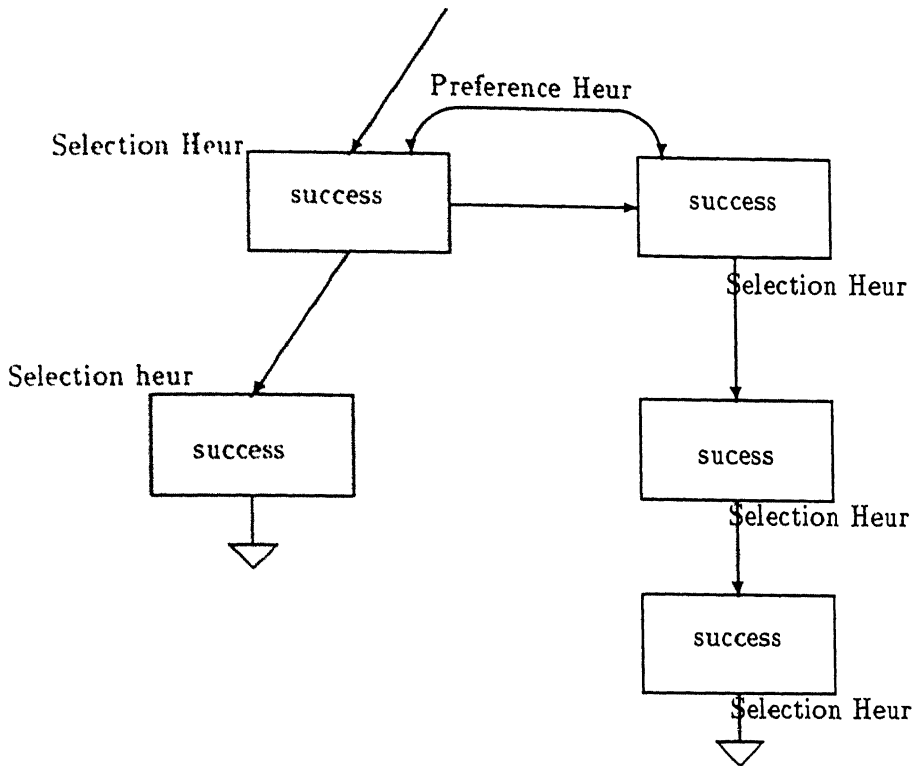 Preference Heur
Selection Heur
success
success
Selection Heur
Selection heur
success
sucess
Selection Heur
success
Selection Heur